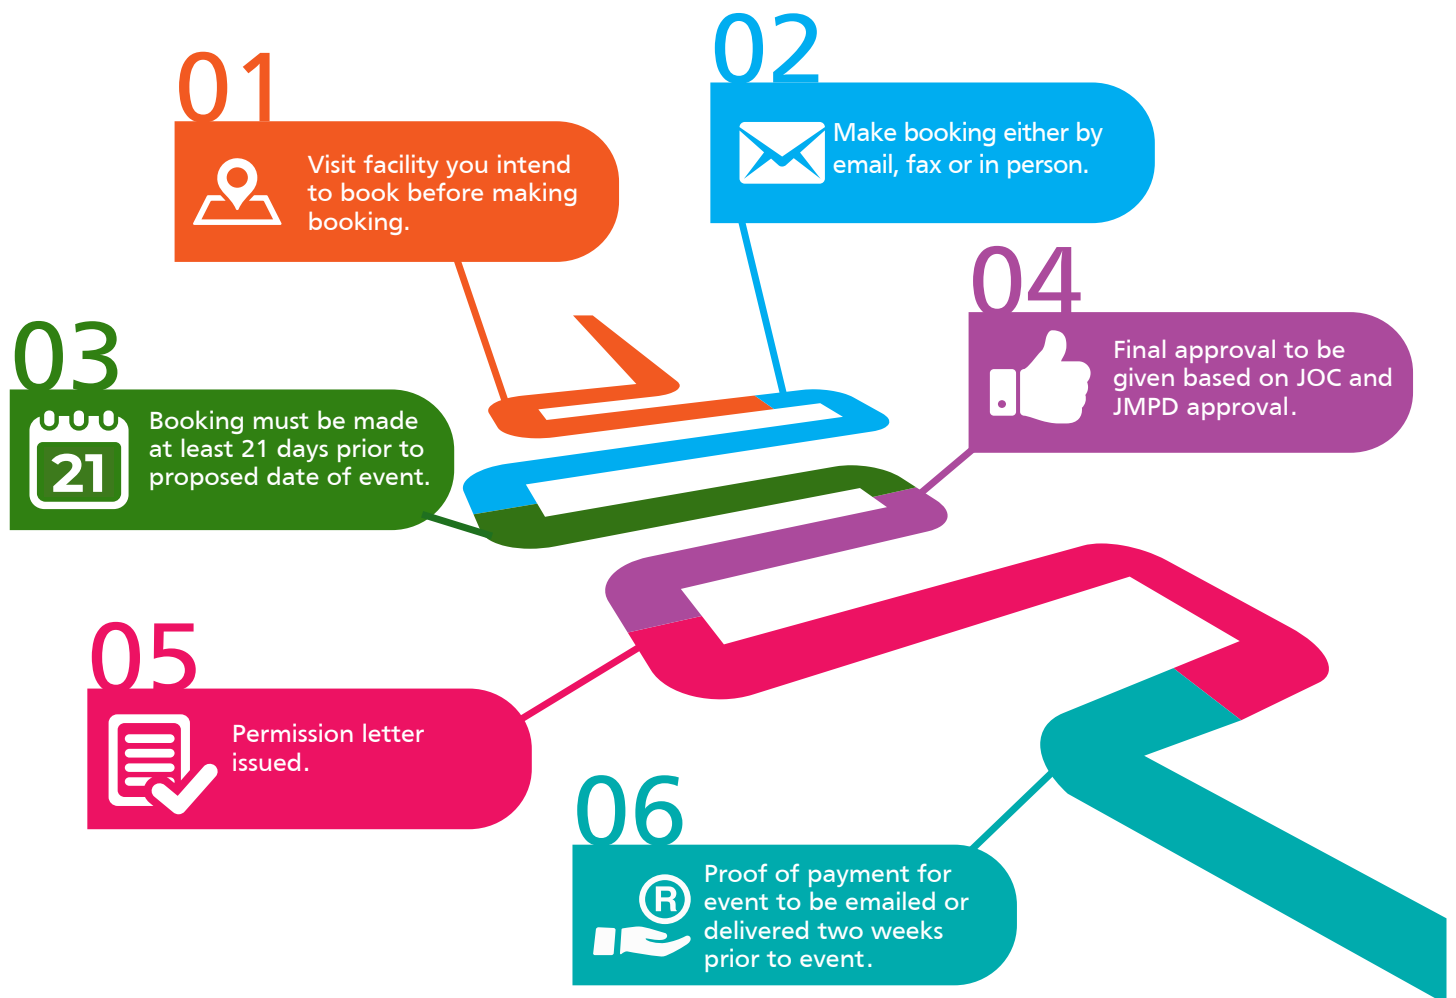 01
Visit facility you intend
to book before making
booking.
02
Make booking either by
email, fax or in person.
03
21
Booking must be made
at least 21 days prior to
proposed date of event.
04
Final approval to be
given based on JOC and
JMPD approval.
05
Permission letter
issued.
06
R
Proof of payment for
event to be emailed or
delivered two weeks
prior to event.